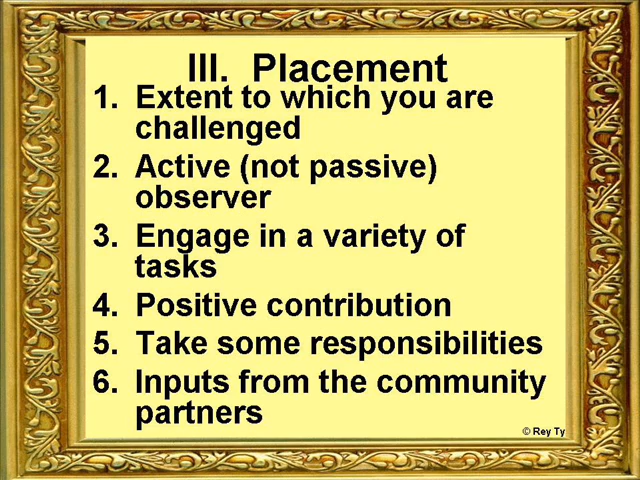 III. Placement
1. Extent to which you are
challenged
2. Active (not passive)
observer
3. Engage in a variety of
tasks
4. Positive contribution
5. Take some responsibilities
6. Inputs from the community
partners
© Rey Ty